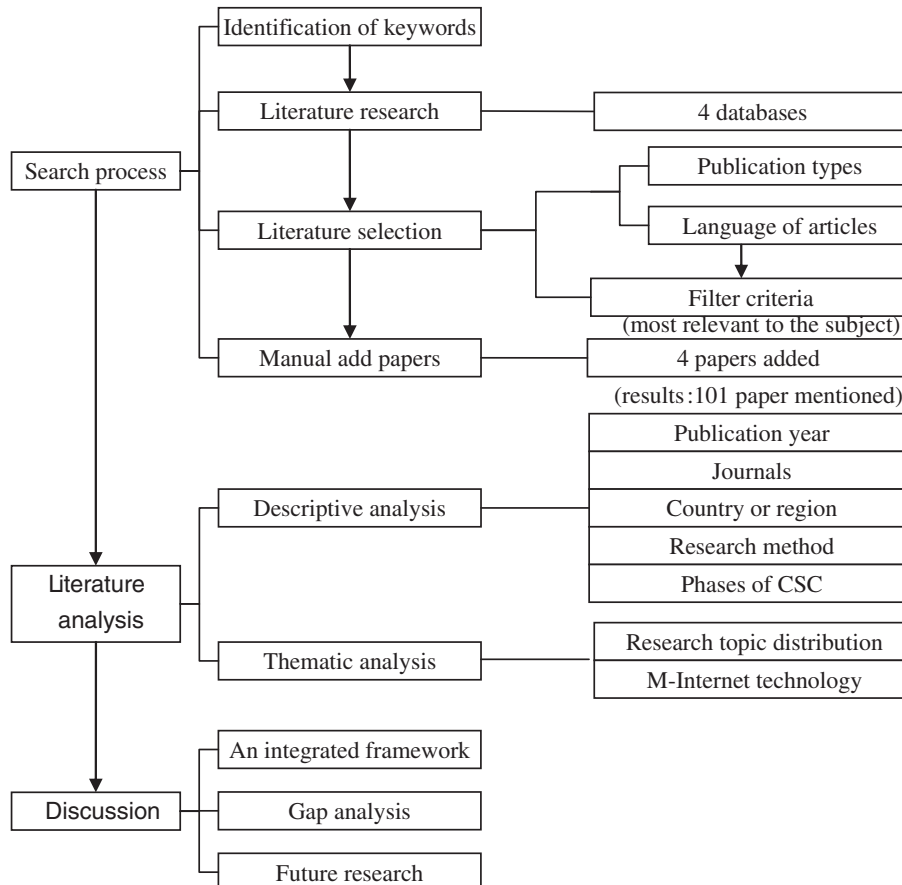 Identification of keywords
Literature research
4 databases
Search process
Publication types
Literature selection
Language of articles
Filter criteria
(most relevant to the subject)
Manual add papers
4 papers added
(results:101 paper mentioned)
Publication year
Journals
Descriptive analysis
Country or region
Research method
Phases of CSC
Literature
analysis
Thematic analysis
Research topic distribution
M-Internet technology
An integrated framework
Discussion
Gap analysis
Future research